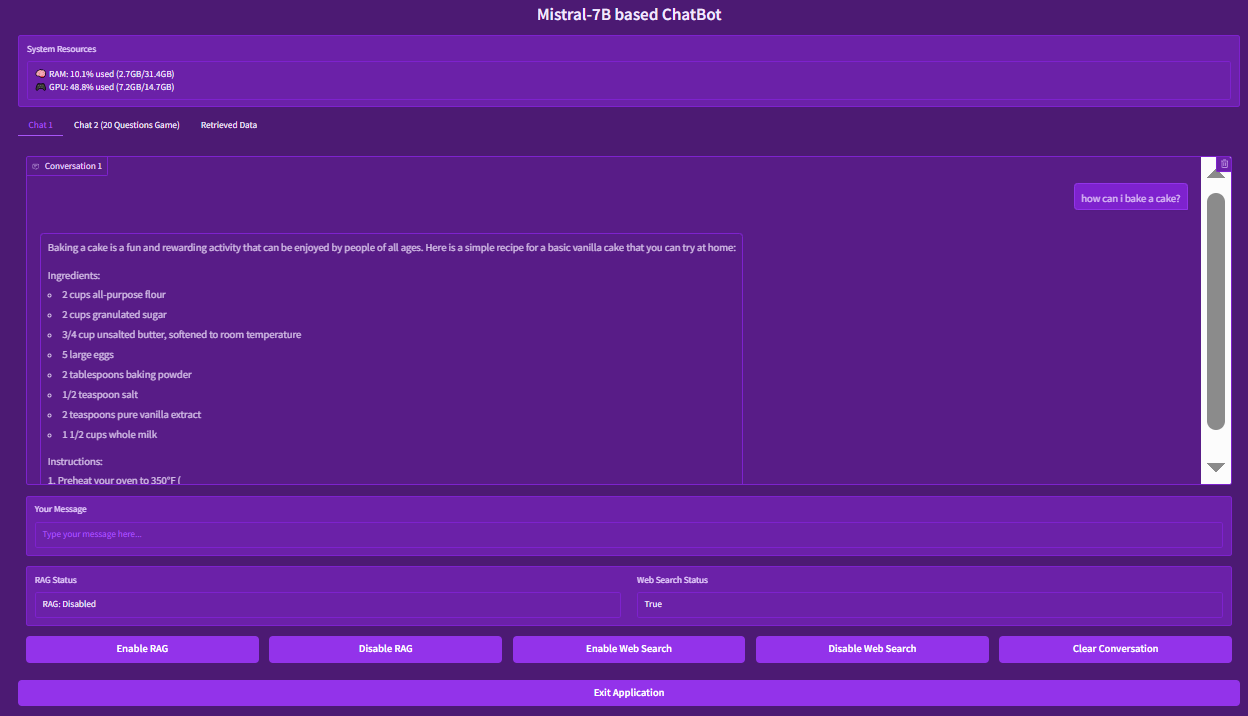 Mistral-7B based ChatBot
System Resources
🧠 RAM: 10.1% used (2.7GB/31.4GB)
🎮 GPU: 48.8% used (7.2GB/14.7GB)
Chat 1
Chat 2 (20 Questions Game)
Retrieved Data
Conversation 1
how can i bake a cake?
Baking a cake is a fun and rewarding activity that can be enjoyed by people of all ages. Here is a simple recipe for a basic vanilla cake that you can try at home:
Ingredients:
2 cups all-purpose flour
2 cups granulated sugar
3/4 cup unsalted butter, softened to room temperature
5 large eggs
2 tablespoons baking powder
1/2 teaspoon salt
2 teaspoons pure vanilla extract
1 1/2 cups whole milk
Instructions:
1. Preheat your oven to 350°F (
Your Message
Type your message here...
RAG Status
Web Search Status
RAG: Disabled
True
Enable RAG
Disable RAG
Enable Web Search
Disable Web Search
Clear Conversation
Exit Application